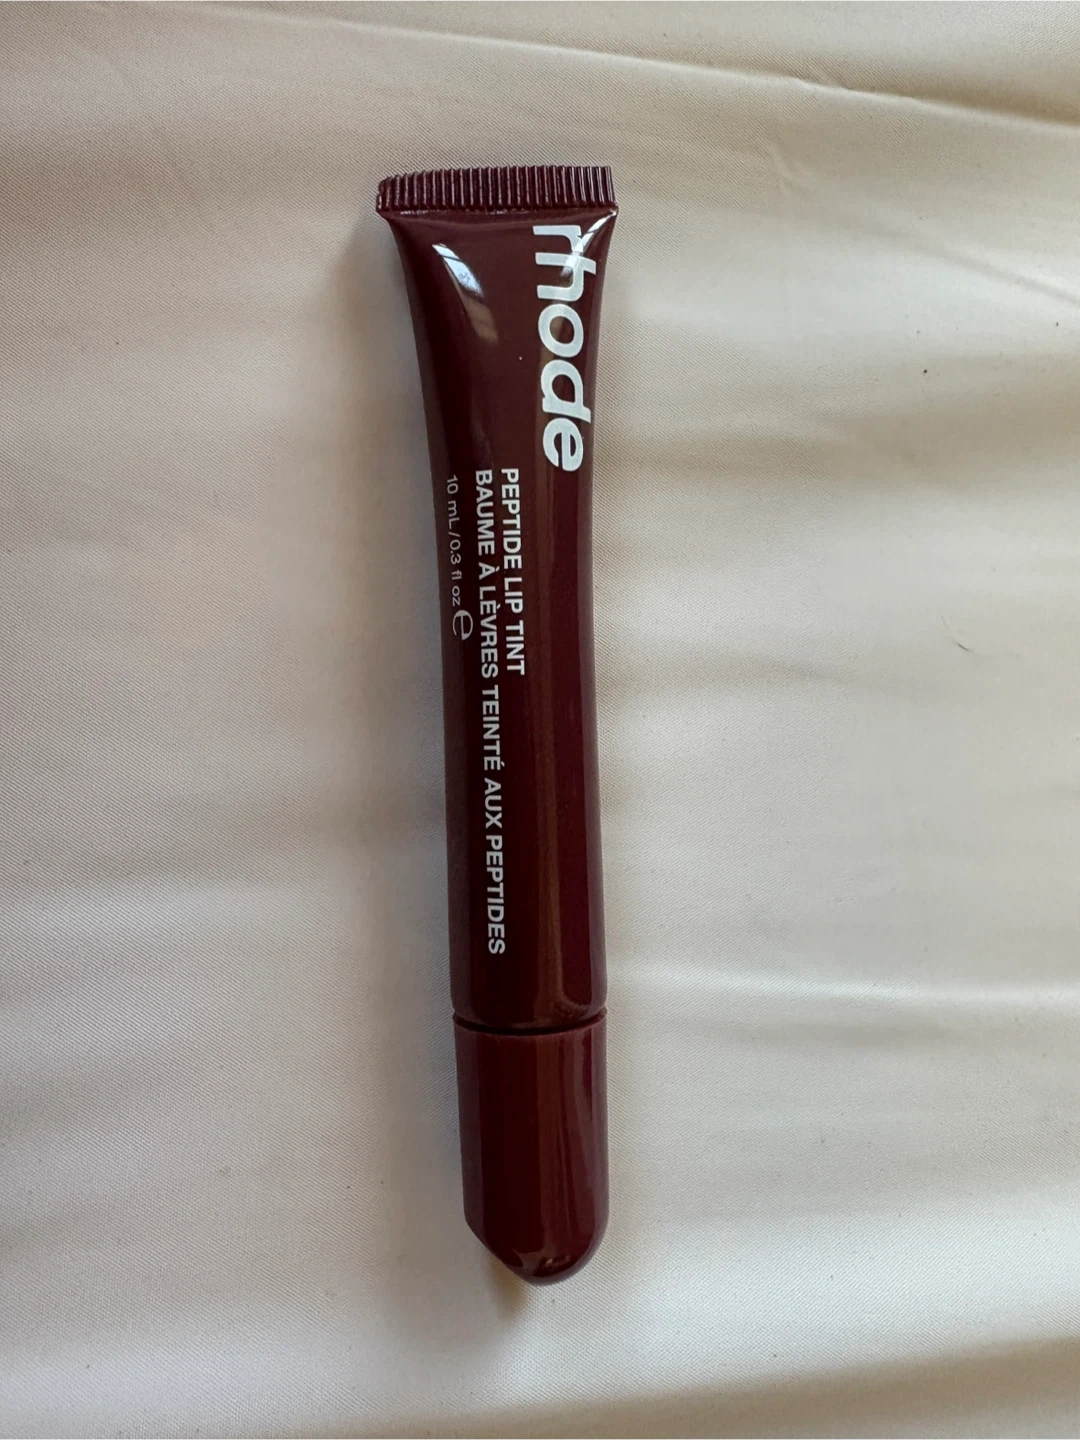 rhode
PEPTIDE LIP TINT
BAUME À LÈVRES TEINTÉ AUX PEPTIDES
10 mL/0.3 fl oz ℮